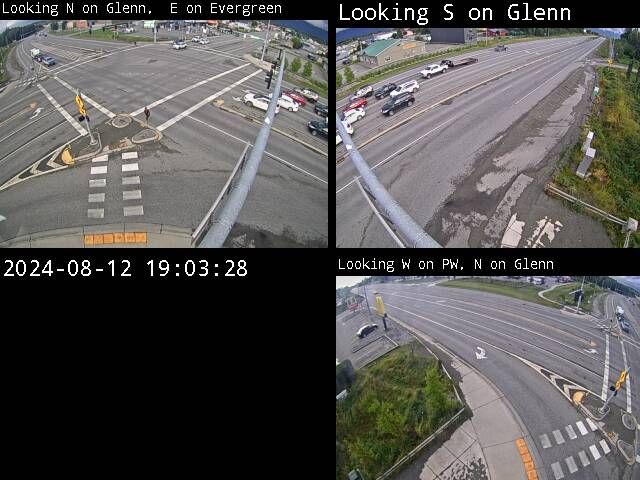 Looking N on Glenn, E on Evergreen
Looking S on Glenn
2024-08-12 19:03:28
Looking W on PW, N on Glenn